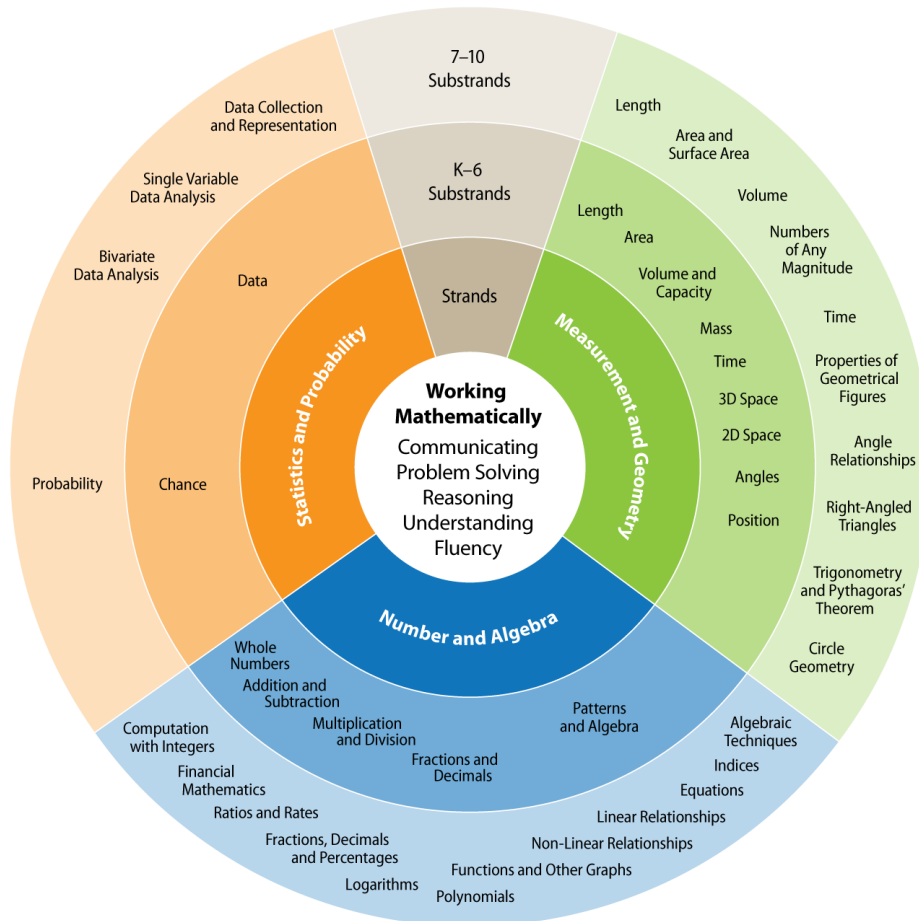 7–10
Substrands
K–6
Substrands
Strands
Working
Mathematically
Communicating
Problem Solving
Reasoning
Understanding
Fluency
Statistics and Probability
Data
Chance
Data Collection
and Representation
Single Variable
Data Analysis
Bivariate
Data Analysis
Probability
Measurement and Geometry
Length
Area
Volume and
Capacity
Mass
Time
3D Space
2D Space
Angles
Position
Length
Area and
Surface Area
Volume
Numbers
of Any
Magnitude
Time
Properties of
Geometrical
Figures
Angle
Relationships
Right-Angled
Triangles
Trigonometry
and Pythagoras’
Theorem
Circle
Geometry
Number and Algebra
Whole
Numbers
Addition and
Subtraction
Multiplication
and Division
Fractions and
Decimals
Patterns
and Algebra
Computation
with Integers
Financial
Mathematics
Ratios and Rates
Fractions, Decimals
and Percentages
Logarithms
Polynomials
Functions and Other Graphs
Non-Linear Relationships
Linear Relationships
Equations
Indices
Algebraic
Techniques